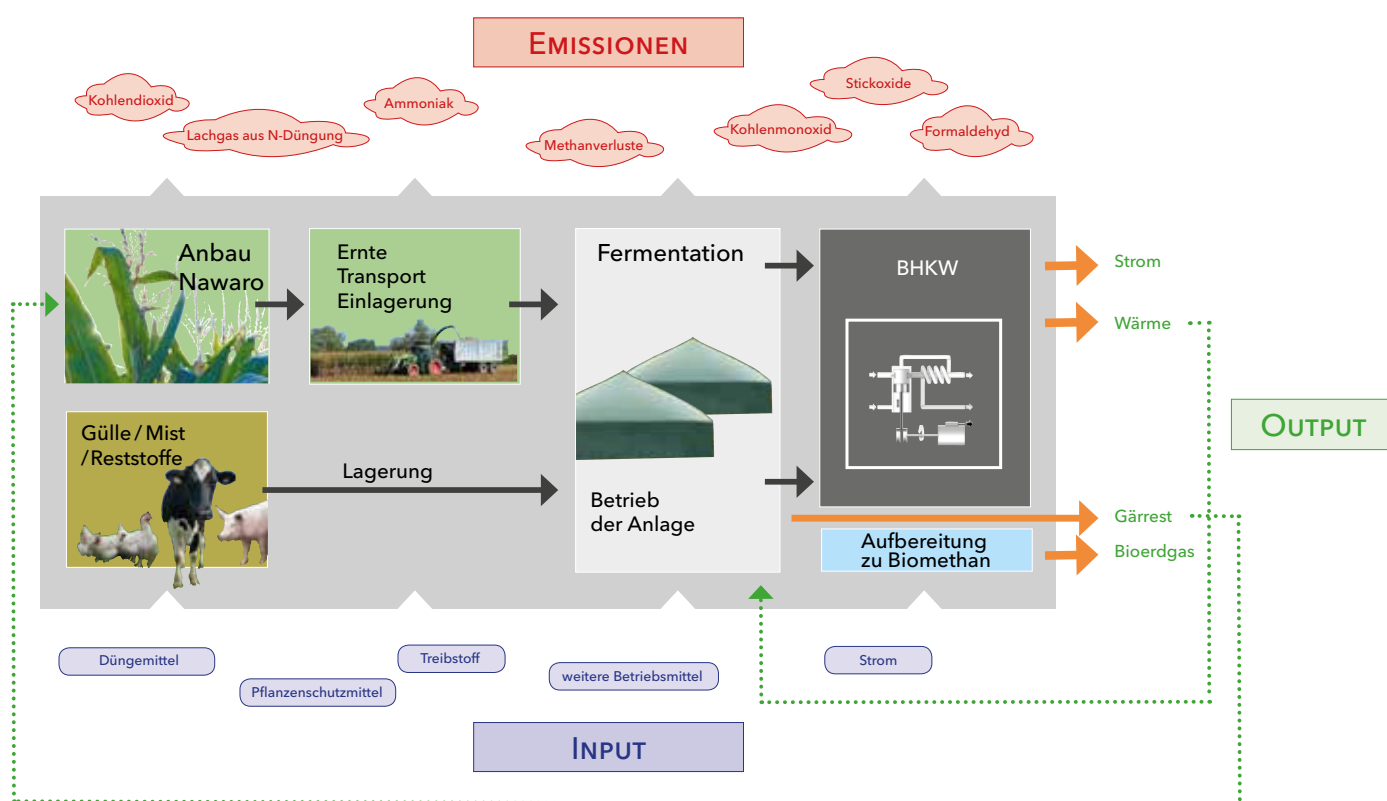 EMISSIONEN
Kohlendioxid
Lachgas aus N-Düngung
Ammoniak
Methanverluste
Kohlenmonoxid
Stickoxide
Formaldehyd
Anbau
Nawaro
Ernte
Transport
Einlagerung
Fermentation
BHKW
Strom
Wärme
OUTPUT
Gülle / Mist
/Reststoffe
Lagerung
Betrieb
der Anlage
Gärrest
Aufbereitung
zu Biomethan
Bioerdgas
Düngemittel
Pflanzenschutzmittel
Treibstoff
weitere Betriebsmittel
Strom
INPUT